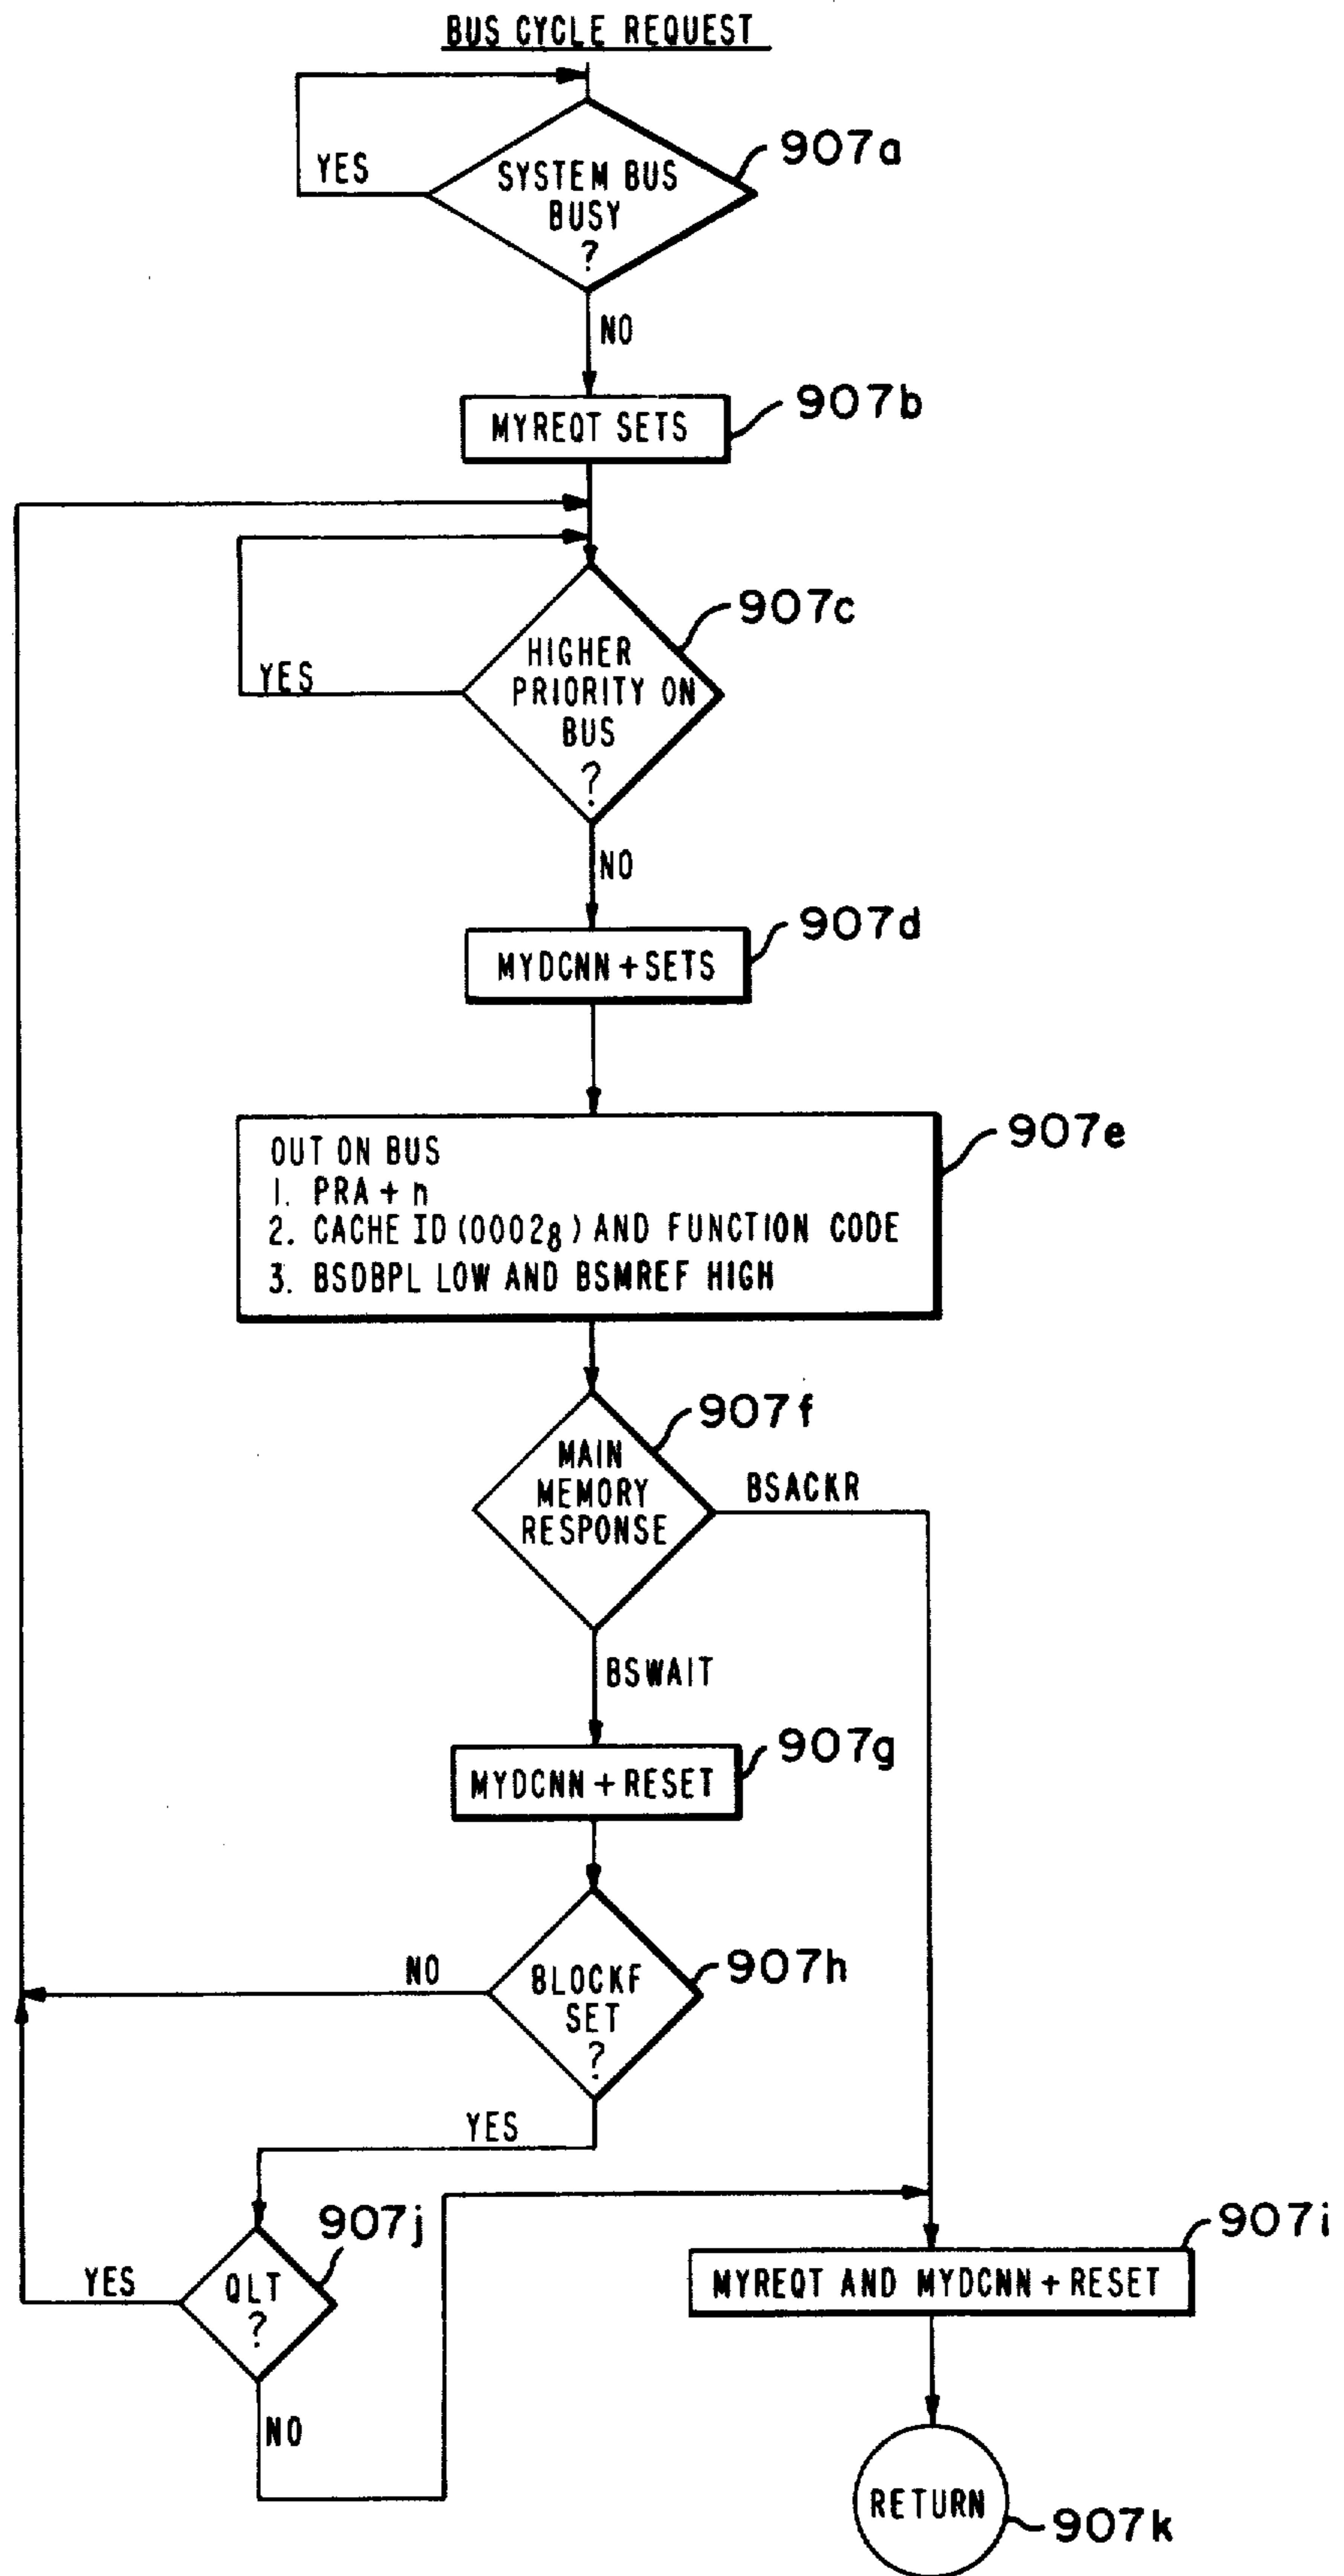 BUS CYCLE REQUEST
907a
YES
SYSTEM BUS
BUSY
?
NO
907b
MYREQT SETS
907c
HIGHER
YES
PRIORITY ON
BUS
?
NO
907d
MYDCNN + SETS
907e
OUT ON BUS
1. PRA + n
2. CACHE ID (0002₈) AND FUNCTION CODE
3. BSDBPL LOW AND BSMREF HIGH
907f
MAIN
MEMORY
RESPONSE
BSACKR
BSWAIT
907g
MYDCNN + RESET
907h
NO
BLOCKF
SET
?
YES
907j
907i
YES
QLT
?
MYREQT AND MYDCNN + RESET
NO
RETURN
907k